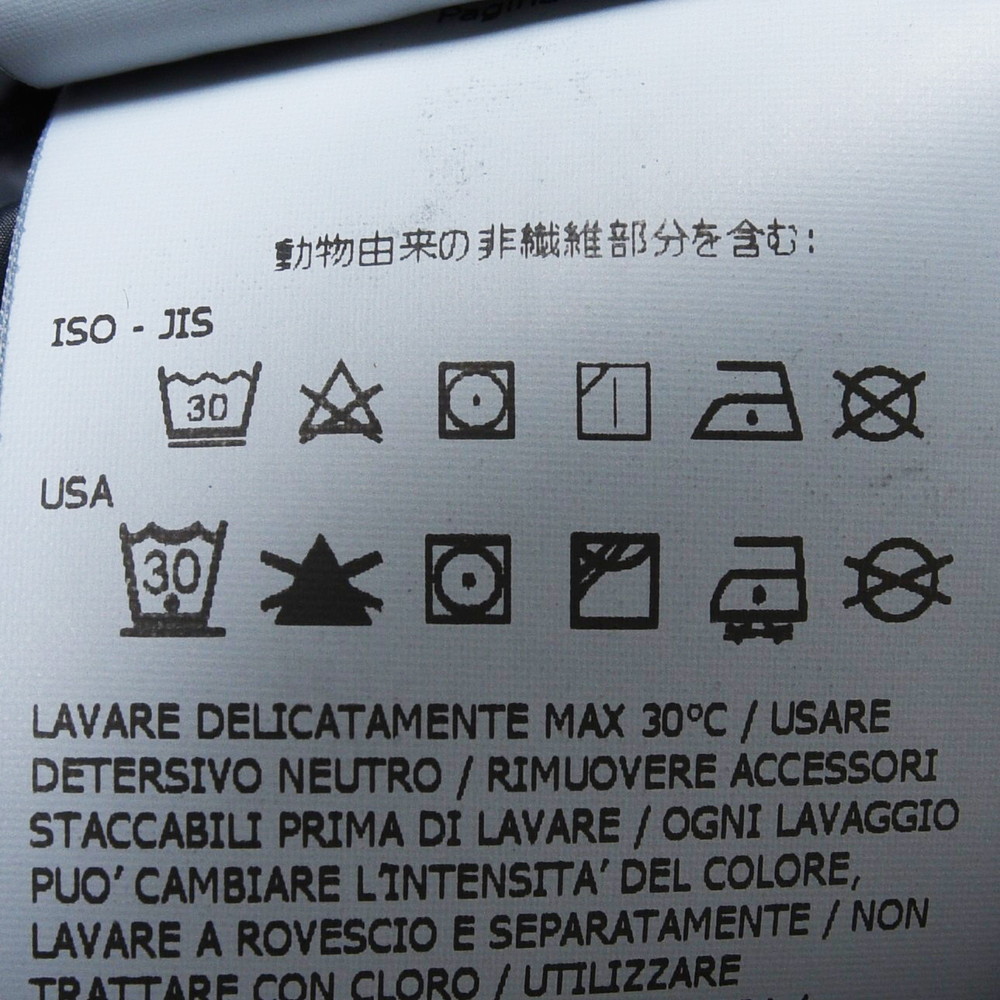 動物由来の非繊維部分を含む:
ISO - JIS
30
USA
30
LAVARE DELICATAMENTE MAX 30°C / USARE
DETERSIVO NEUTRO / RIMUOVERE ACCESSORI
STACCABILI PRIMA DI LAVARE / OGNI LAVAGGIO
PUO' CAMBIARE L'INTENSITA' DEL COLORE,
LAVARE A ROVESCIO E SEPARATAMENTE / NON
TRATTARE CON CLORO / UTILIZZARE